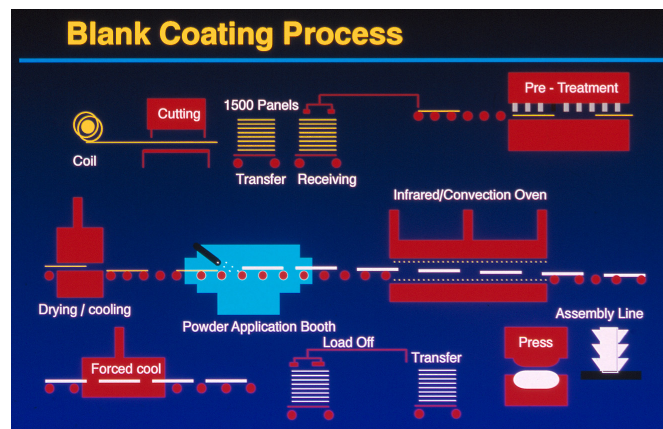 Blank Coating Process
Coil
Cutting
1500 Panels
Transfer
Receiving
Pre - Treatment
Drying / cooling
Powder Application Booth
Infrared/Convection Oven
Forced cool
Load Off
Transfer
Press
Assembly Line